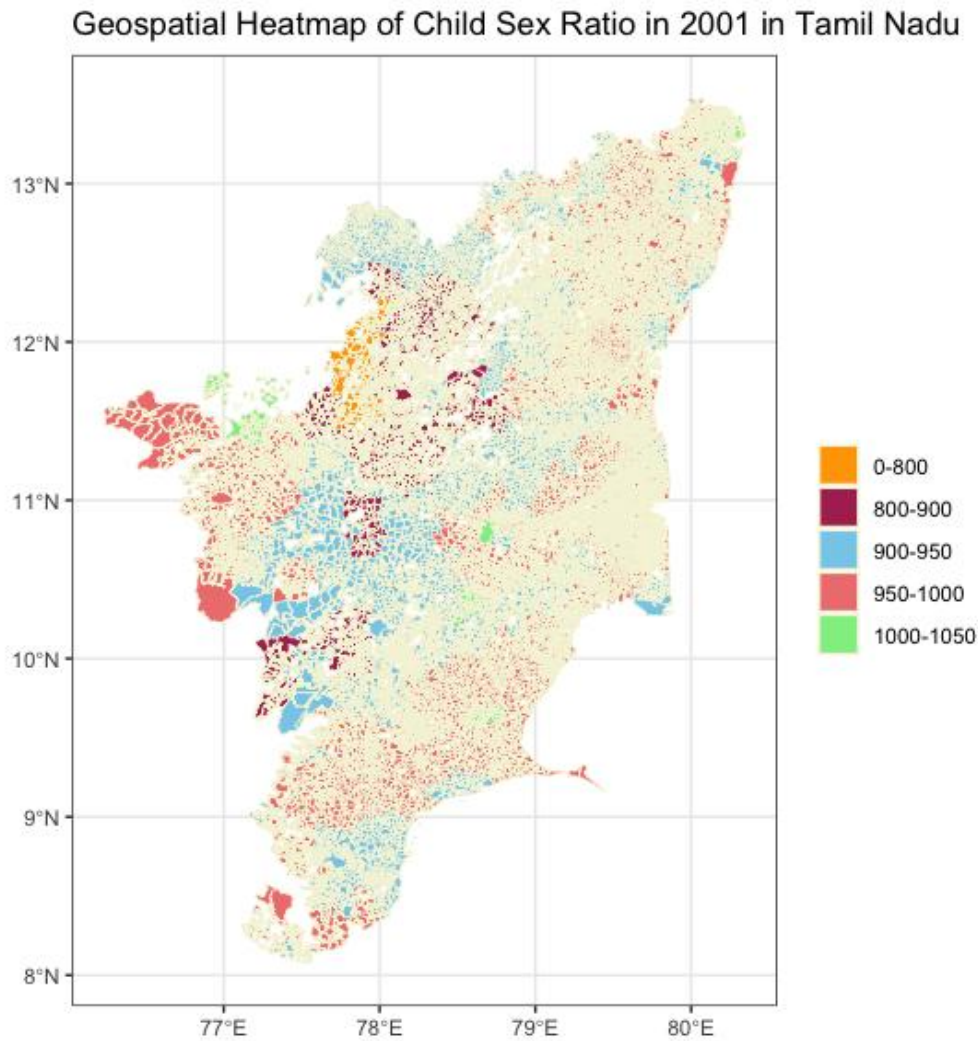 Geospatial Heatmap of Child Sex Ratio in 2001 in Tamil Nadu
13°N
12°N
11°N
10°N
9°N
8°N
77°E 78°E 79°E 80°E
0-800
800-900
900-950
950-1000
1000-1050